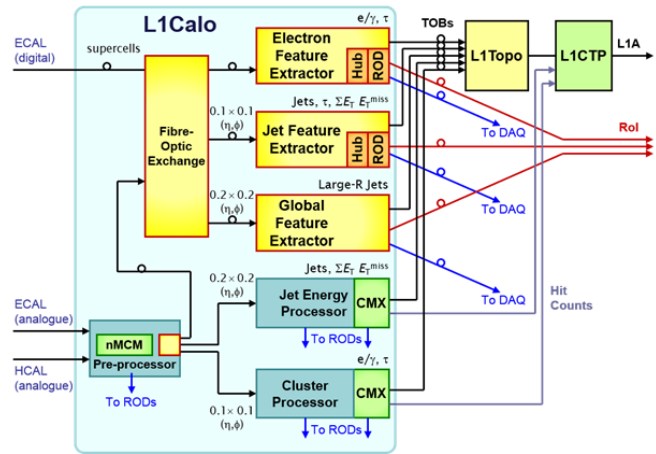 L1Calo
ECAL
(digital)
supercells
e/γ, τ
TOBs
Electron
Feature
Extractor
Hub
ROD
L1Topo
L1CTP
L1A
0.1× 0.1
(η,ϕ)
Jets, τ, ΣE_T E_T^miss
Jet Feature
Extractor
Hub
ROD
To DAQ
RoI
Fibre-
Optic
Exchange
0.2× 0.2
(η,ϕ)
Large-R Jets
Global
Feature
Extractor
To DAQ
0.2× 0.2
(η,ϕ)
Jets, ΣE_T E_T^miss
Jet Energy
Processor
CMX
To DAQ
Hit
Counts
ECAL
(analogue)
nMCM
Pre-processor
HCAL
(analogue)
To RODs
To RODs
e/γ, τ
Cluster
Processor
CMX
0.1× 0.1
(η,ϕ)
To RODs